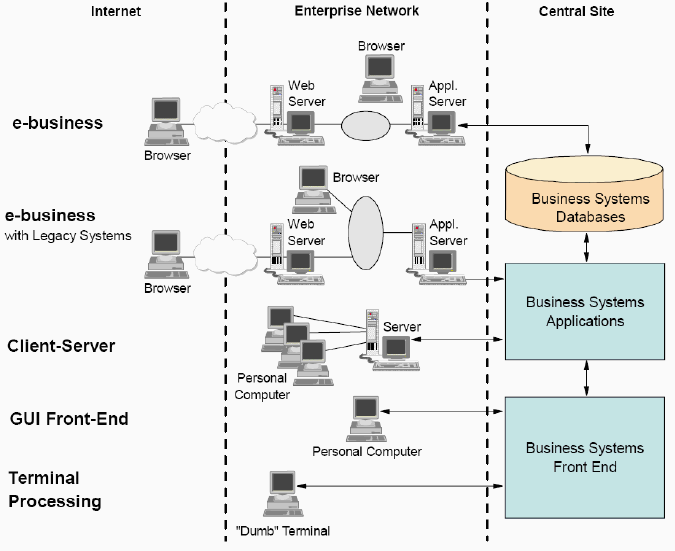 Internet
Enterprise Network
Central Site
Browser
Web
Server
Appl.
Server
e-business
Browser
Business Systems
Databases
Browser
e-business
with Legacy Systems
Web
Server
Appl.
Server
Browser
Business Systems
Applications
Server
Client-Server
Personal
Computer
GUI Front-End
Personal Computer
Business Systems
Front End
Terminal
Processing
"Dumb" Terminal